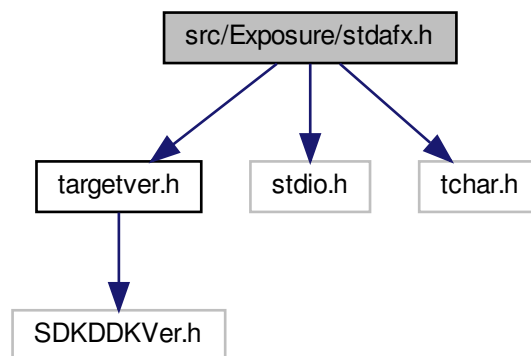 src/Exposure/stdafx.h
targetver.h
stdio.h
tchar.h
SDKDDKVer.h